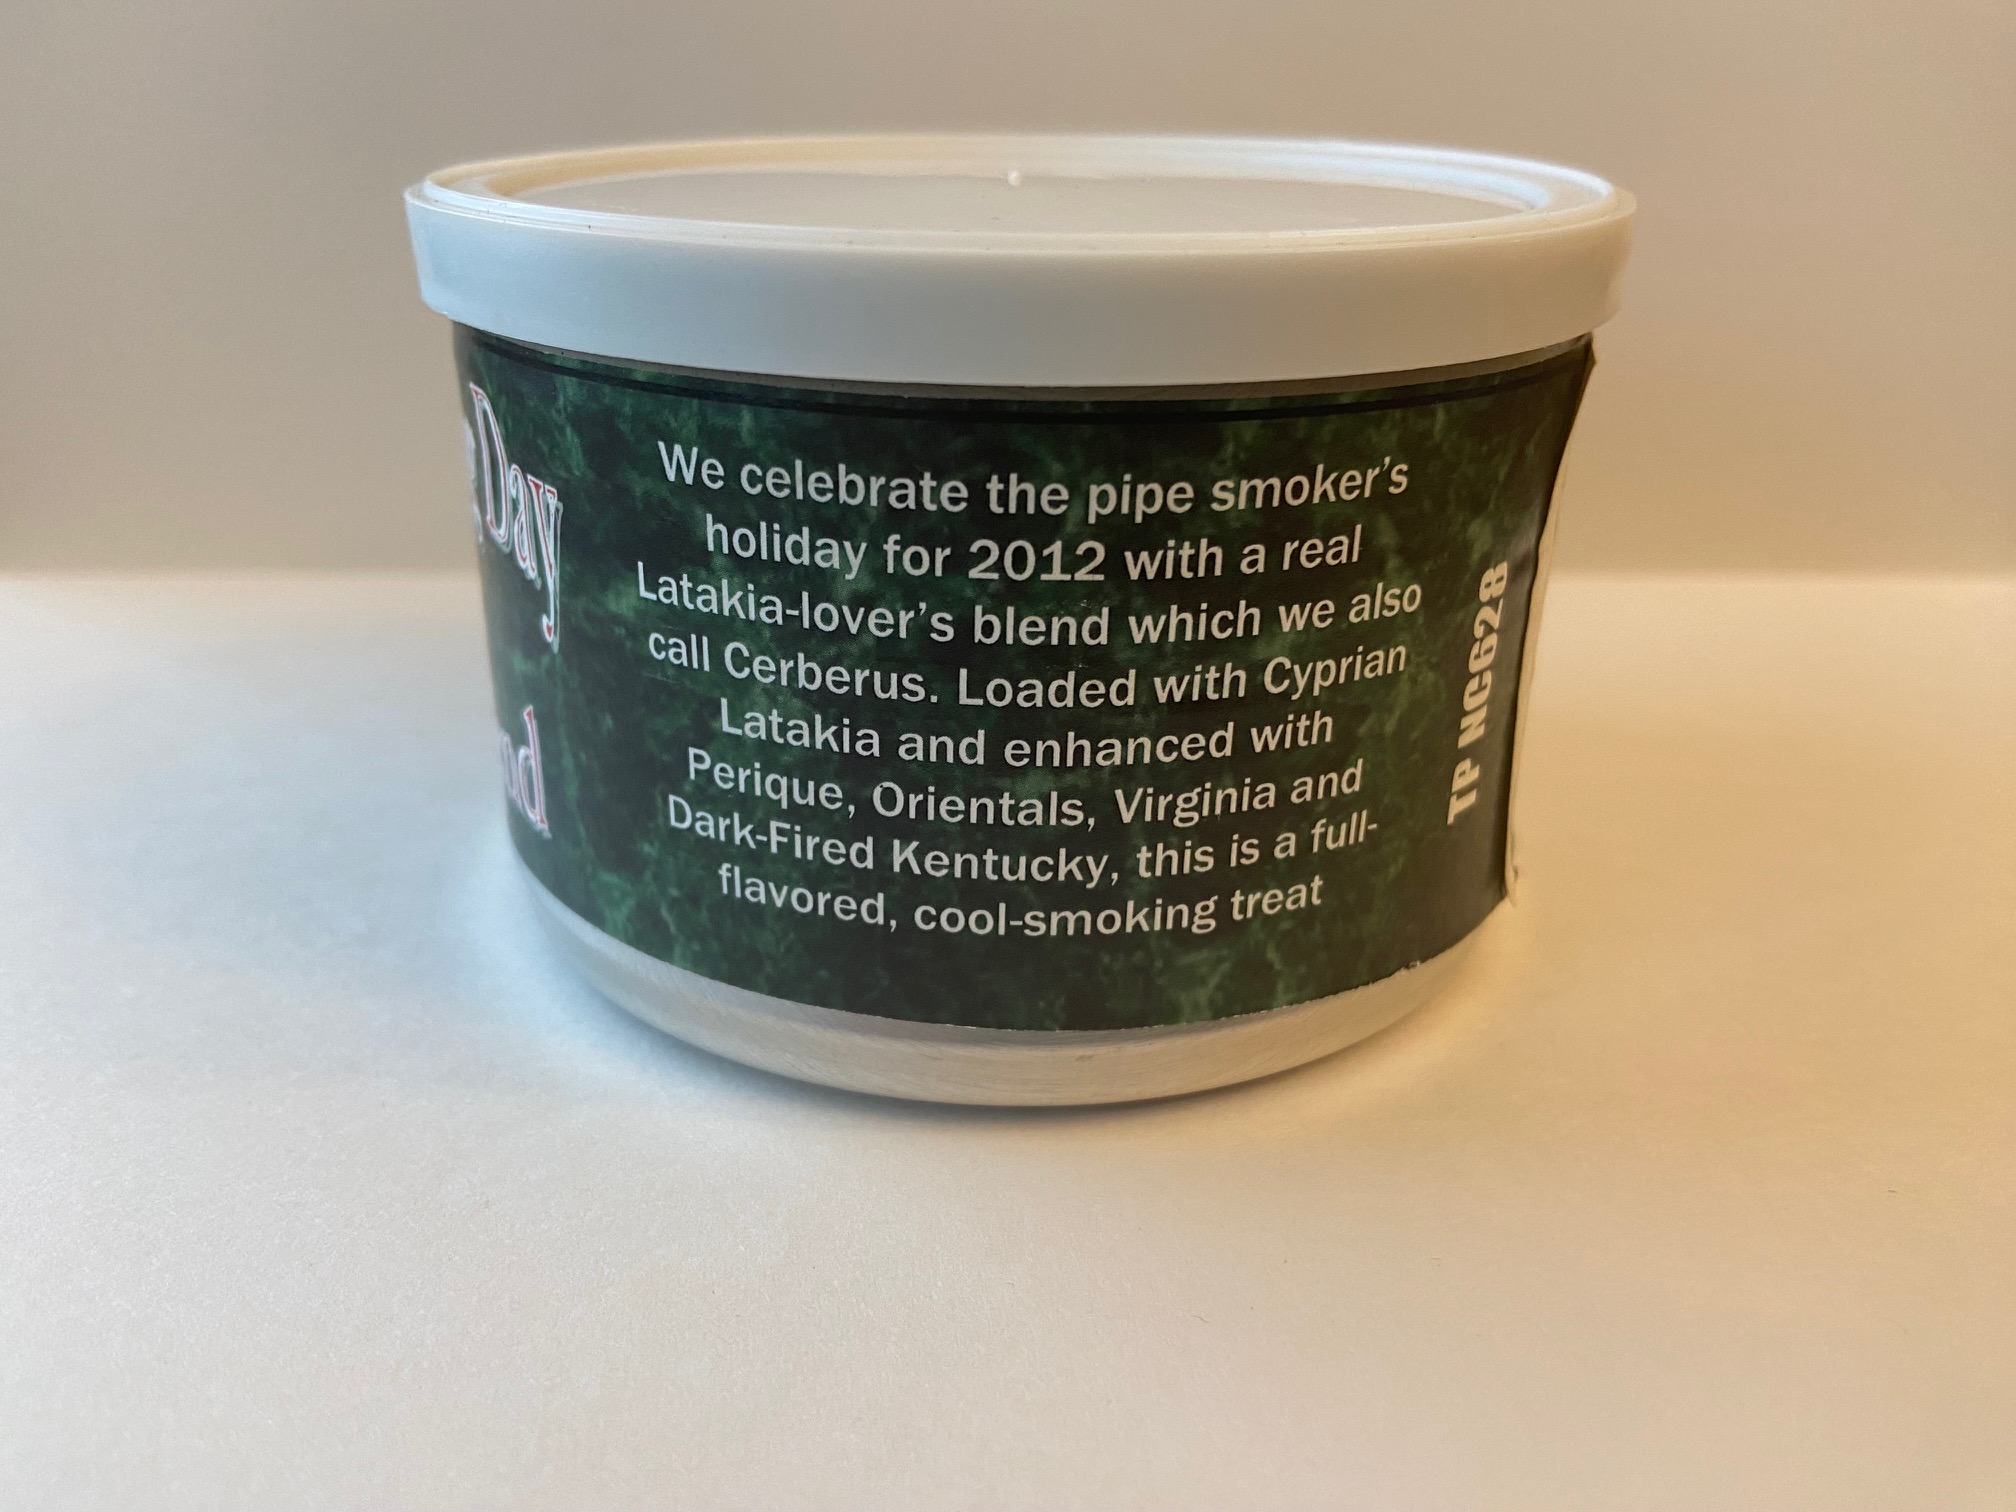 Day
We celebrate the pipe smoker's
holiday for 2012 with a real
Latakia-lover's blend which we also
call Cerberus. Loaded with Cyprian
Latakia and enhanced with
Perique, Orientals, Virginia and
Dark-Fired Kentucky, this is a full-
flavored, cool-smoking treat
TP NC628